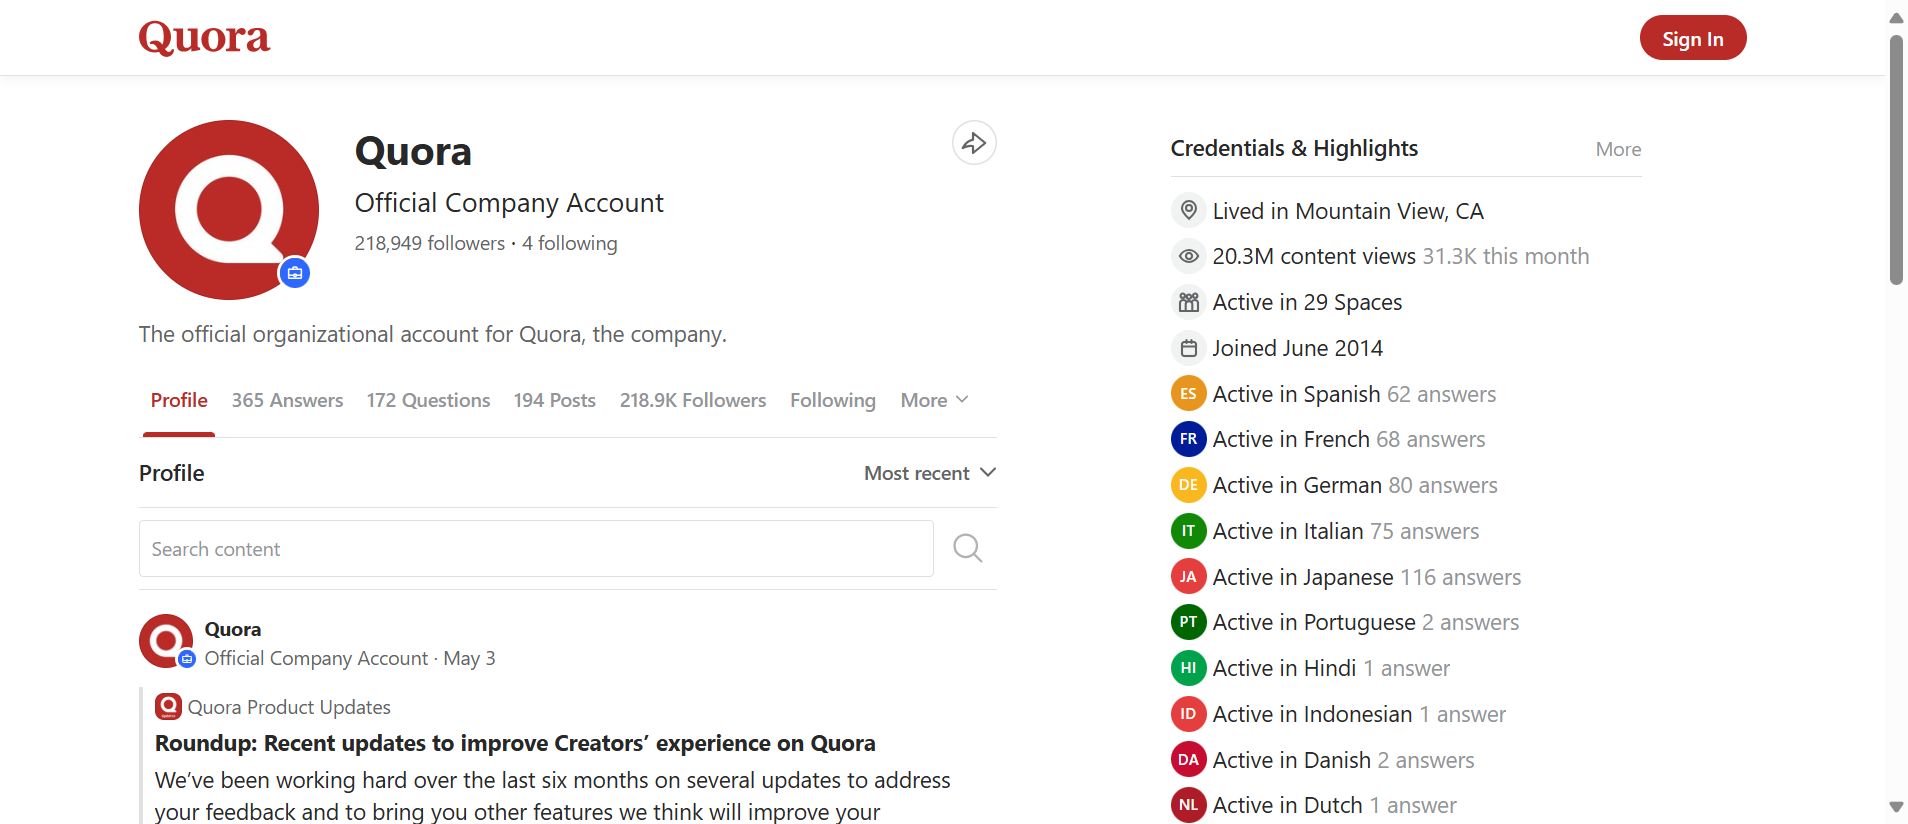 Quora
Sign In
Quora
Official Company Account
218,949 followers · 4 following
The official organizational account for Quora, the company.
Profile
365 Answers
172 Questions
194 Posts
218.9K Followers
Following
More
Profile
Most recent
Search content
Quora
Official Company Account · May 3
Quora Product Updates
Roundup: Recent updates to improve Creators’ experience on Quora
We’ve been working hard over the last six months on several updates to address
your feedback and to bring you other features we think will improve your
Credentials & Highlights
More
Lived in Mountain View, CA
20.3M content views 31.3K this month
Active in 29 Spaces
Joined June 2014
ES Active in Spanish 62 answers
FR Active in French 68 answers
DE Active in German 80 answers
IT Active in Italian 75 answers
JA Active in Japanese 116 answers
PT Active in Portuguese 2 answers
HI Active in Hindi 1 answer
ID Active in Indonesian 1 answer
DA Active in Danish 2 answers
NL Active in Dutch 1 answer